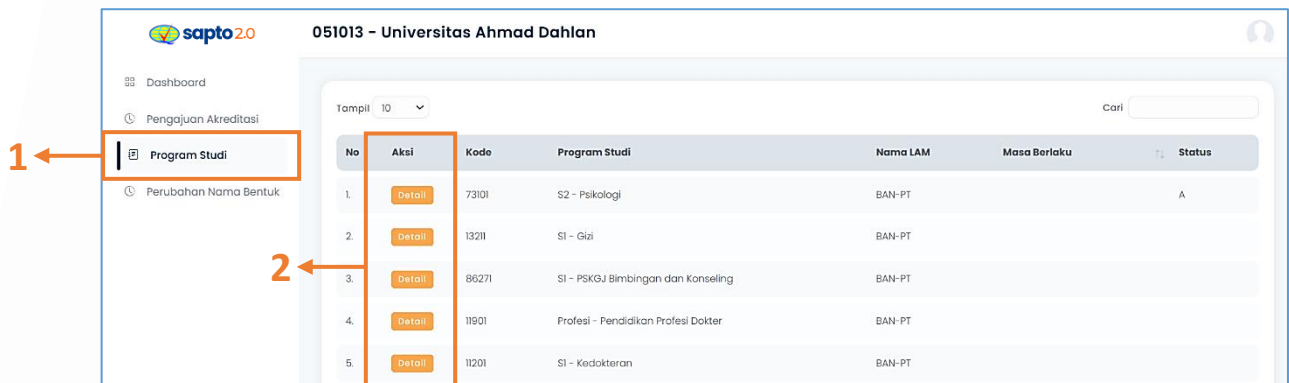 sapto 2.0
051013 - Universitas Ahmad Dahlan
Dashboard
Pengajuan Akreditasi
1
Program Studi
Perubahan Nama Bentuk
Tampil 10
Cari
No Aksi Kode Program Studi Nama LAM Masa Berlaku Status
1. Detail 73101 S2 - Psikologi BAN-PT A
2. Detail 13211 S1 - Gizi BAN-PT
2
3. Detail 86271 S1 - PSKGJ Bimbingan dan Konseling BAN-PT
4. Detail 11901 Profesi - Pendidikan Profesi Dokter BAN-PT
5. Detail 11201 S1 - Kedokteran BAN-PT